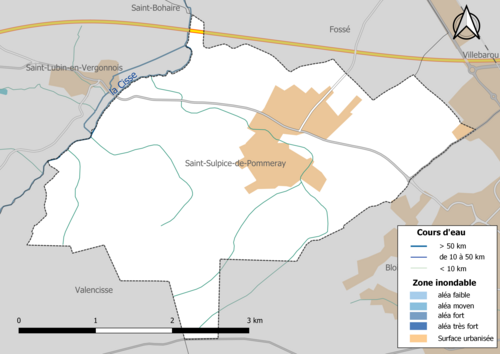 Saint-Bohaire
Fossé
Villebarou
Saint-Lubin-en-Vergonnois
la Cisse
Saint-Sulpice-de-Pommeray
Valencisse
Blo
Cours d'eau
> 50 km
de 10 à 50 km
< 10 km
Zone inondable
aléa faible
aléa moyen
aléa fort
aléa très fort
Surface urbanisée
0 1 2 3 km
N